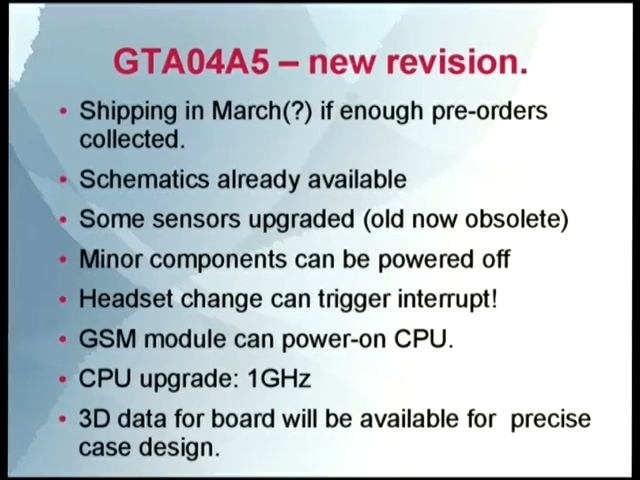 GTA04A5 – new revision.
• Shipping in March(?) if enough pre-orders
collected.
• Schematics already available
• Some sensors upgraded (old now obsolete)
• Minor components can be powered off
• Headset change can trigger interrupt!
• GSM module can power-on CPU.
• CPU upgrade: 1GHz
• 3D data for board will be available for  precise
case design.